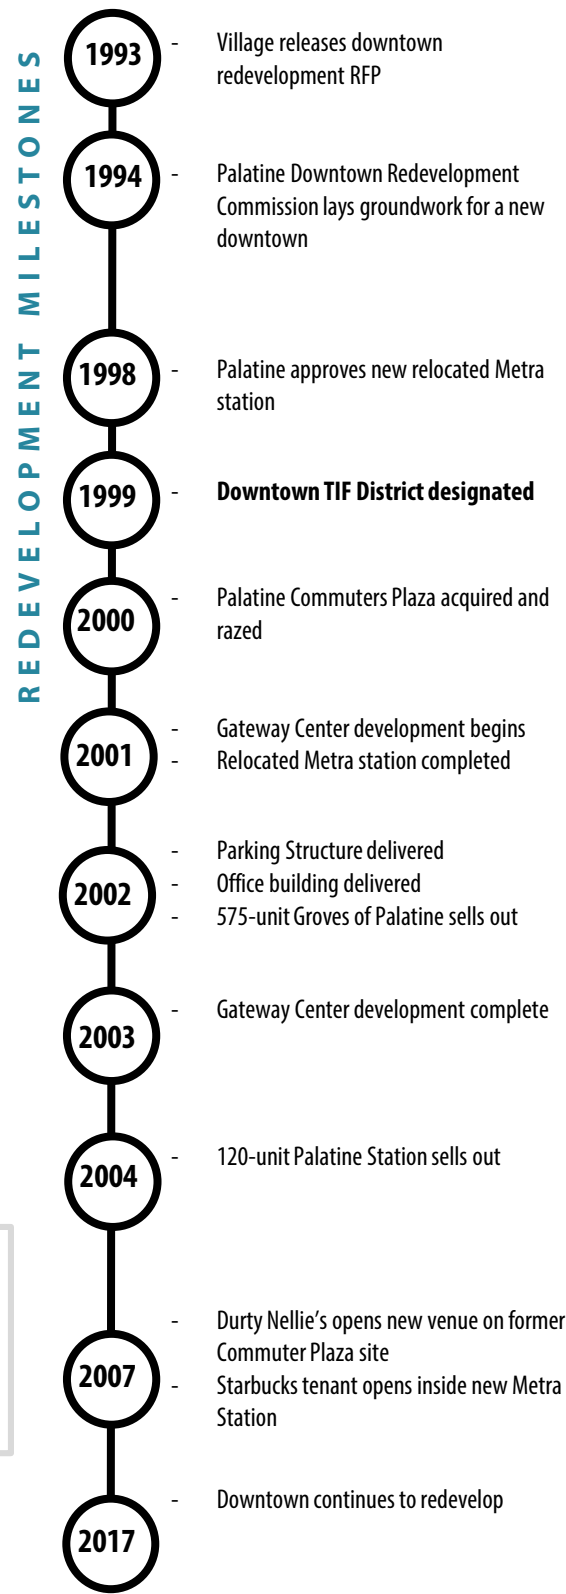 REDEVELOPMENT MILESTONES
1993
- Village releases downtown
redevelopment RFP
1994
- Palatine Downtown Redevelopment
Commission lays groundwork for a new
downtown
1998
- Palatine approves new relocated Metra
station
1999
- Downtown TIF District designated
2000
- Palatine Commuters Plaza acquired and
razed
2001
- Gateway Center development begins
- Relocated Metra station completed
2002
- Parking Structure delivered
- Office building delivered
- 575-unit Groves of Palatine sells out
2003
- Gateway Center development complete
2004
- 120-unit Palatine Station sells out
2007
- Durty Nellie’s opens new venue on former
Commuter Plaza site
- Starbucks tenant opens inside new Metra
Station
2017
- Downtown continues to redevelop